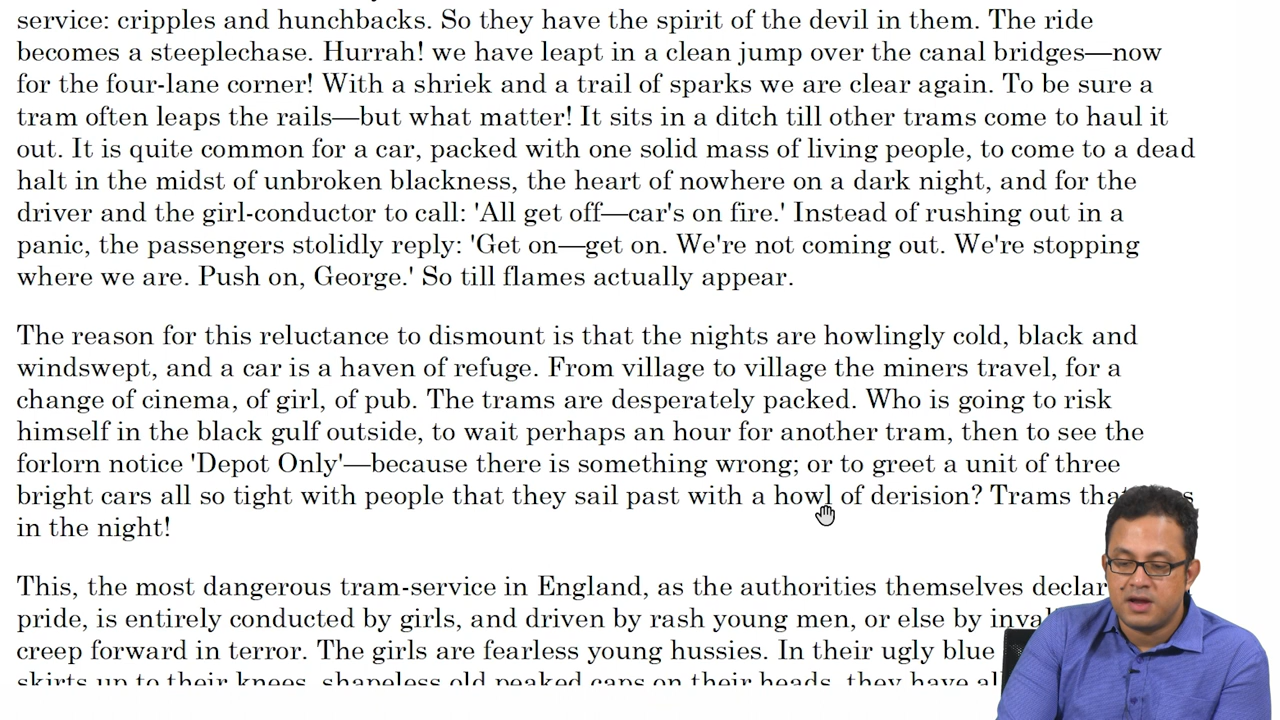 service: cripples and hunchbacks. So they have the spirit of the devil in them. The ride
becomes a steeplechase. Hurrah! we have leapt in a clean jump over the canal bridges—now
for the four-lane corner! With a shriek and a trail of sparks we are clear again. To be sure a
tram often leaps the rails—but what matter! It sits in a ditch till other trams come to haul it
out. It is quite common for a car, packed with one solid mass of living people, to come to a dead
halt in the midst of unbroken blackness, the heart of nowhere on a dark night, and for the
driver and the girl-conductor to call: 'All get off—car's on fire.' Instead of rushing out in a
panic, the passengers stolidly reply: 'Get on—get on. We're not coming out. We're stopping
where we are. Push on, George.' So till flames actually appear.
The reason for this reluctance to dismount is that the nights are howlingly cold, black and
windswept, and a car is a haven of refuge. From village to village the miners travel, for a
change of cinema, of girl, of pub. The trams are desperately packed. Who is going to risk
himself in the black gulf outside, to wait perhaps an hour for another tram, then to see the
forlorn notice 'Depot Only'—because there is something wrong; or to greet a unit of three
bright cars all so tight with people that they sail past with a howl of derision? Trams
in the night!
This, the most dangerous tram-service in England, as the authorities themselves
pride, is entirely conducted by girls, and driven by rash young men, or else by
creep forward in terror. The girls are fearless young hussies. In their ugly blue
skirts up to their knees, shapeless old peaked caps on their heads, they have